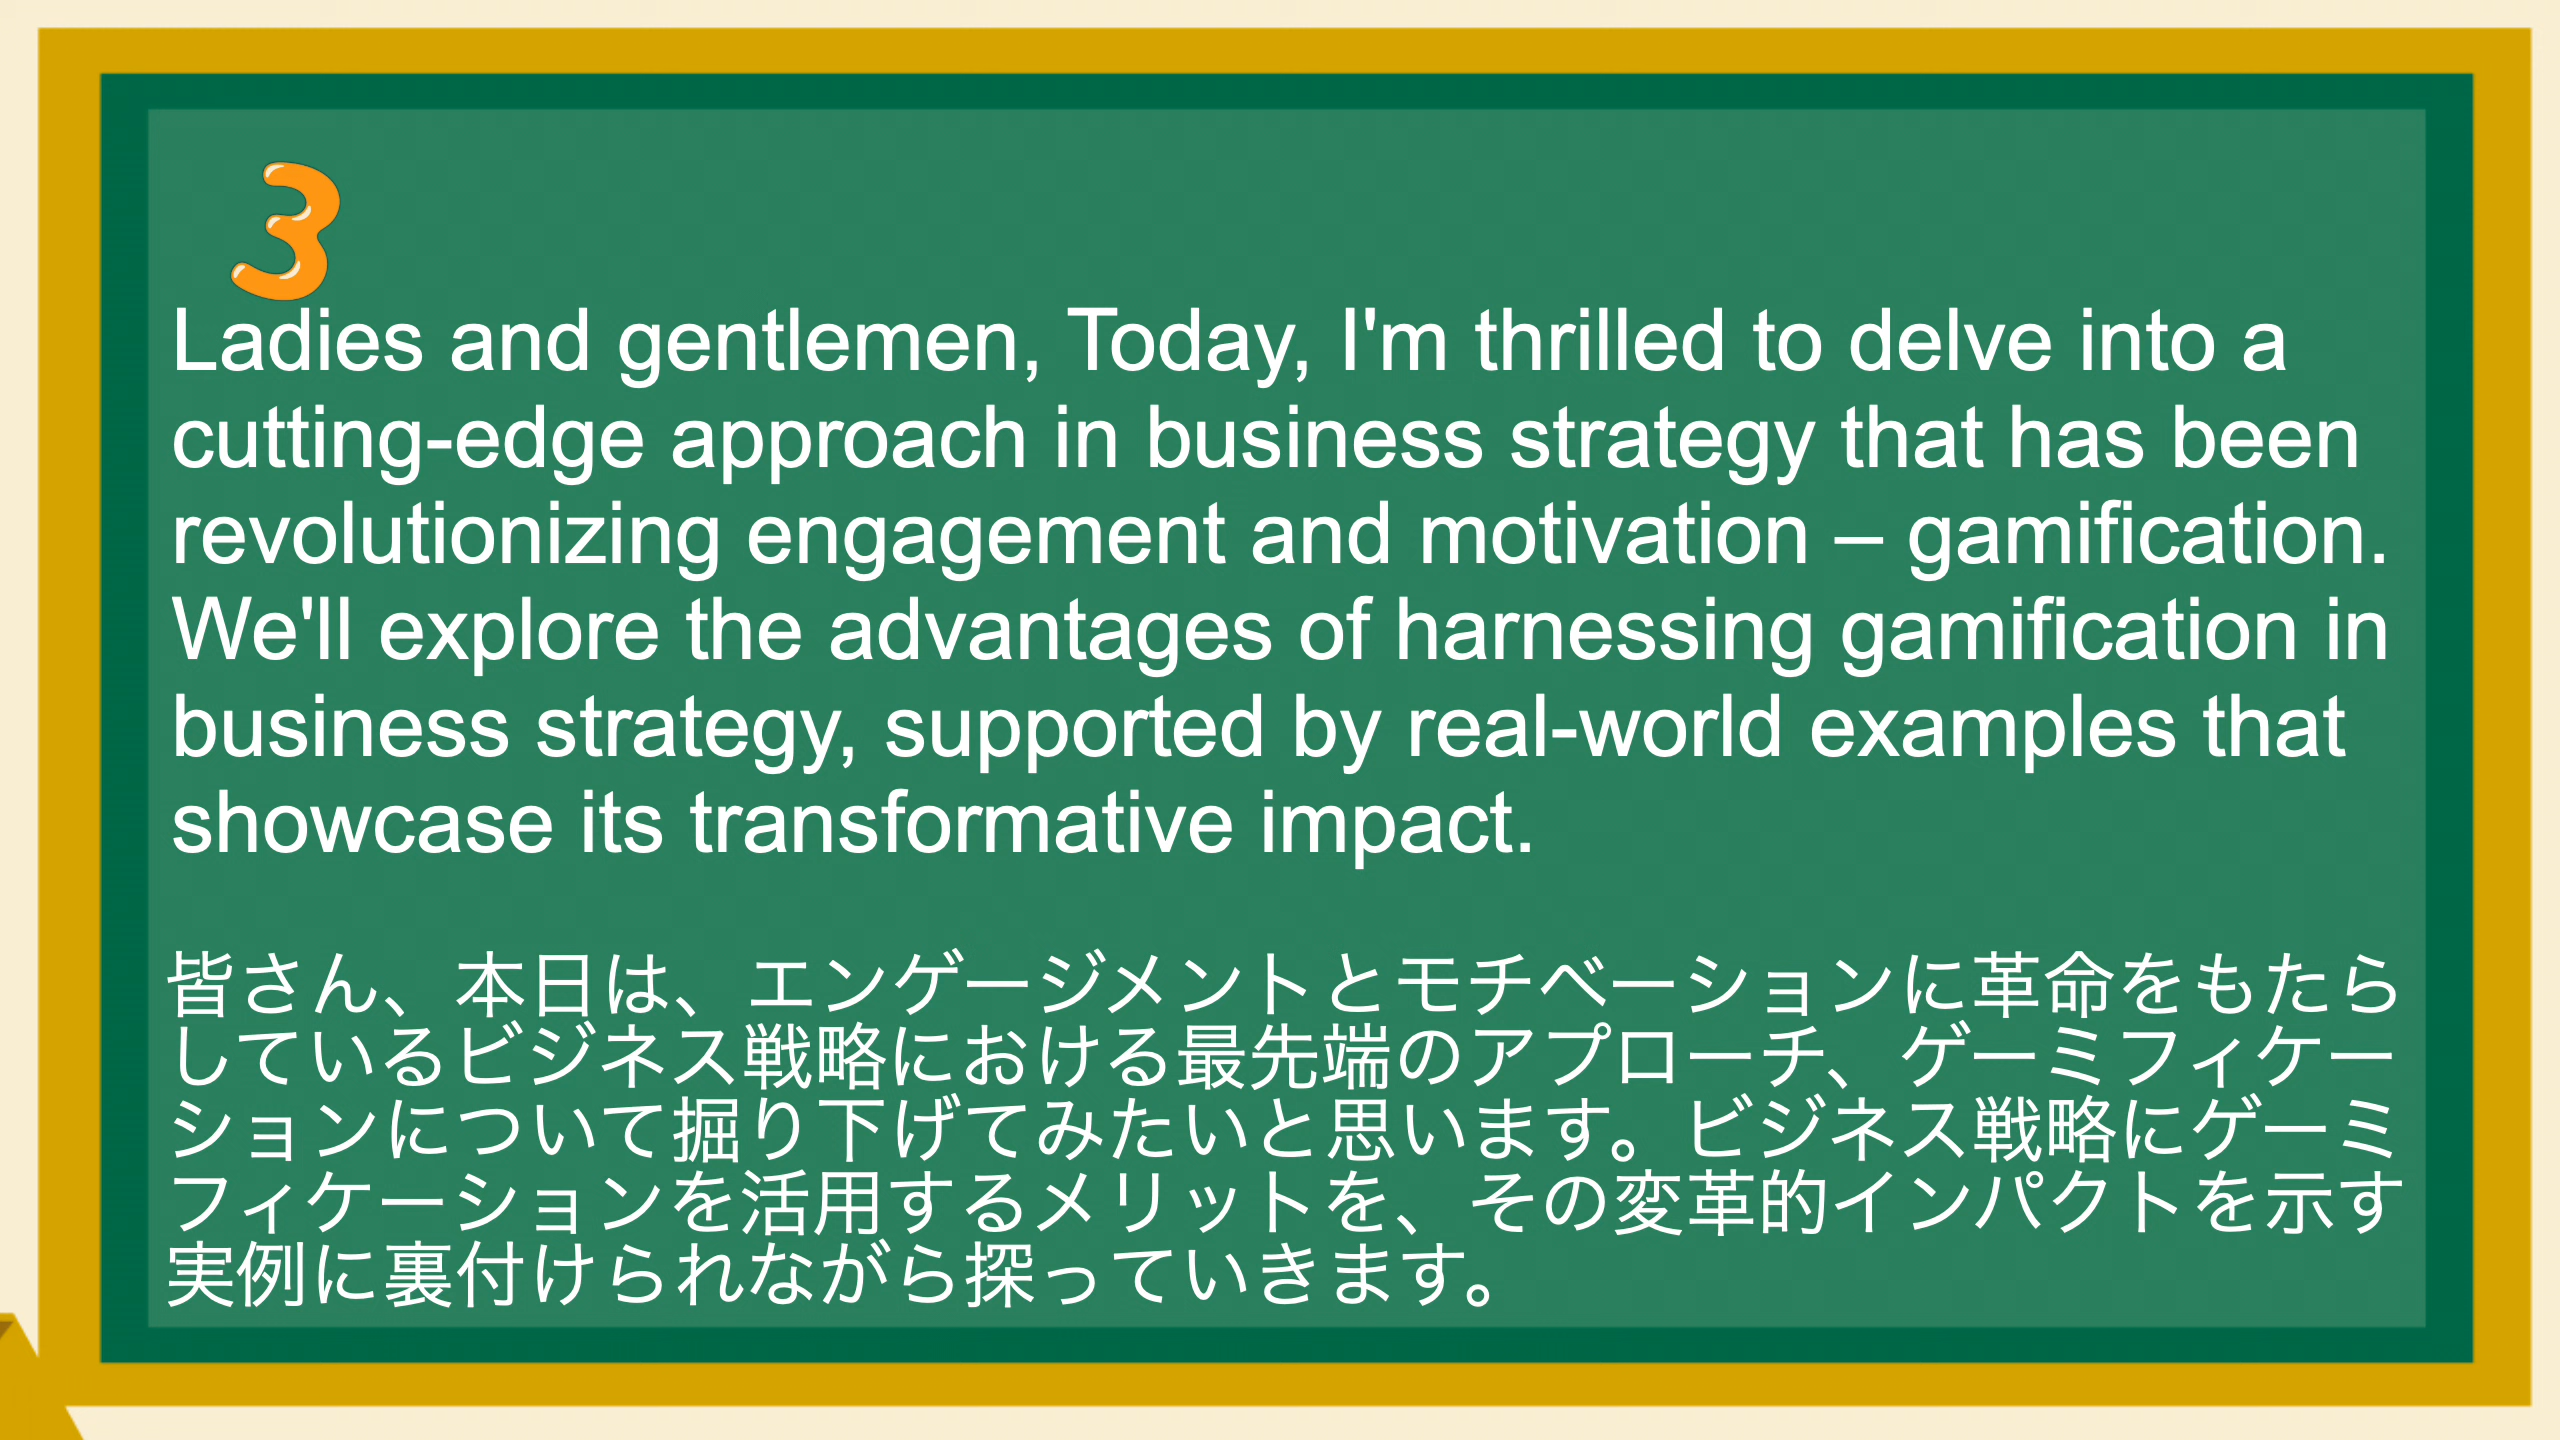 3
Ladies and gentlemen, Today, I'm thrilled to delve into a
cutting-edge approach in business strategy that has been
revolutionizing engagement and motivation – gamification.
We'll explore the advantages of harnessing gamification in
business strategy, supported by real-world examples that
showcase its transformative impact.
皆さん、本日は、エンゲージメントとモチベーションに革命をもたら
しているビジネス戦略における最先端のアプローチ、ゲーミフィケー
ションについて掘り下げてみたいと思います。ビジネス戦略にゲーミ
フィケーションを活用するメリットを、その変革的インパクトを示す
実例に裏付けられながら探っていきます。